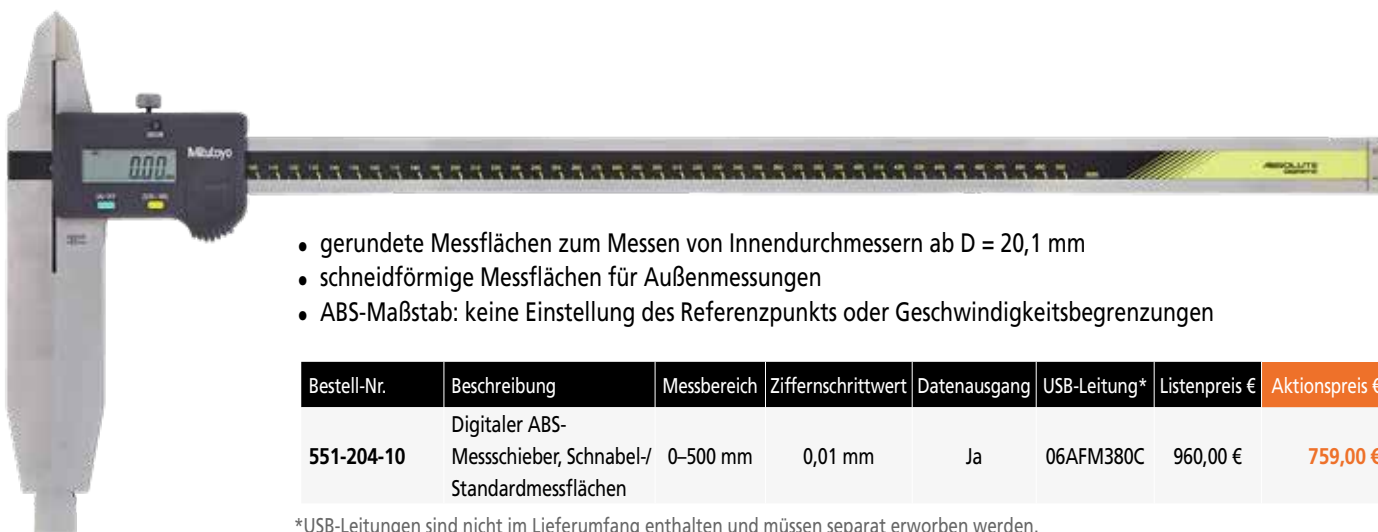 Mitutoyo
0.00
ABSOLUTE
DIGIMATIC
• gerundete Messflächen zum Messen von Innendurchmessern ab D = 20,1 mm
• schneidförmige Messflächen für Außenmessungen
• ABS-Maßstab: keine Einstellung des Referenzpunkts oder Geschwindigkeitsbegrenzungen
Bestell-Nr. Beschreibung Messbereich Ziffernschrittwert Datenausgang USB-Leitung* Listenpreis € Aktionspreis €
Digitaler ABS-
551-204-10 Messschieber, Schnabel-/ 0–500 mm 0,01 mm Ja 06AFM380C 960,00 € 759,00 €
Standardmessflächen
*USB-Leitungen sind nicht im Lieferumfang enthalten und müssen separat erworben werden.